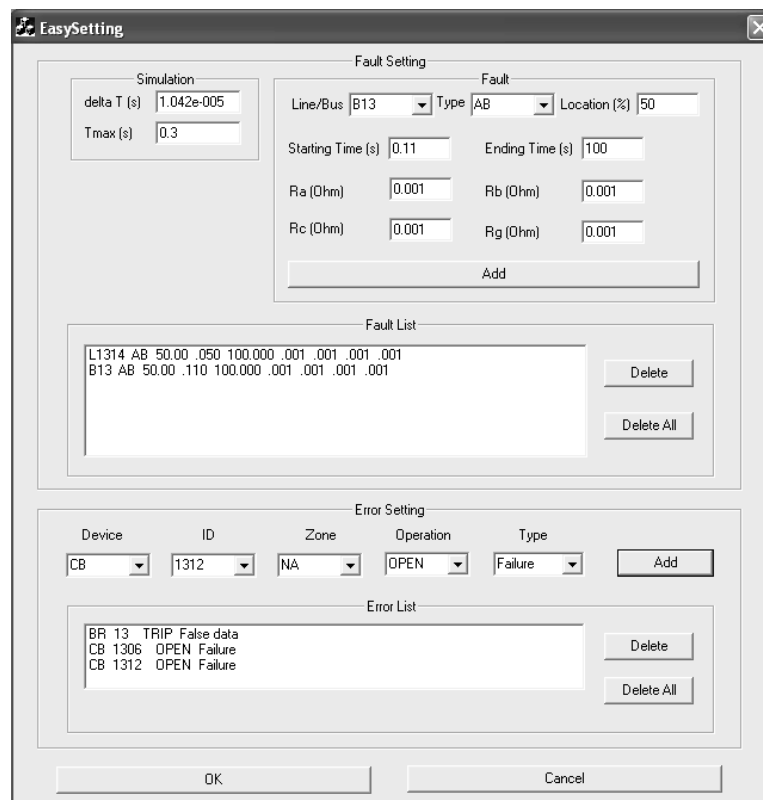 EasySetting
Fault Setting
Simulation
delta T (s) 1.042e-005
Tmax (s) 0.3
Fault
Line/Bus B13 Type AB Location (%) 50
Starting Time (s) 0.11 Ending Time (s) 100
Ra (Ohm) 0.001 Rb (Ohm) 0.001
Rc (Ohm) 0.001 Rg (Ohm) 0.001
Add
Fault List
L1314 AB 50.00 .050 100.000 .001 .001 .001 .001
B13 AB 50.00 .110 100.000 .001 .001 .001 .001
Delete
Delete All
Error Setting
Device ID Zone Operation Type
CB 1312 NA OPEN Failure Add
Error List
BR 13 TRIP False data
CB 1306 OPEN Failure
CB 1312 OPEN Failure
Delete
Delete All
OK Cancel